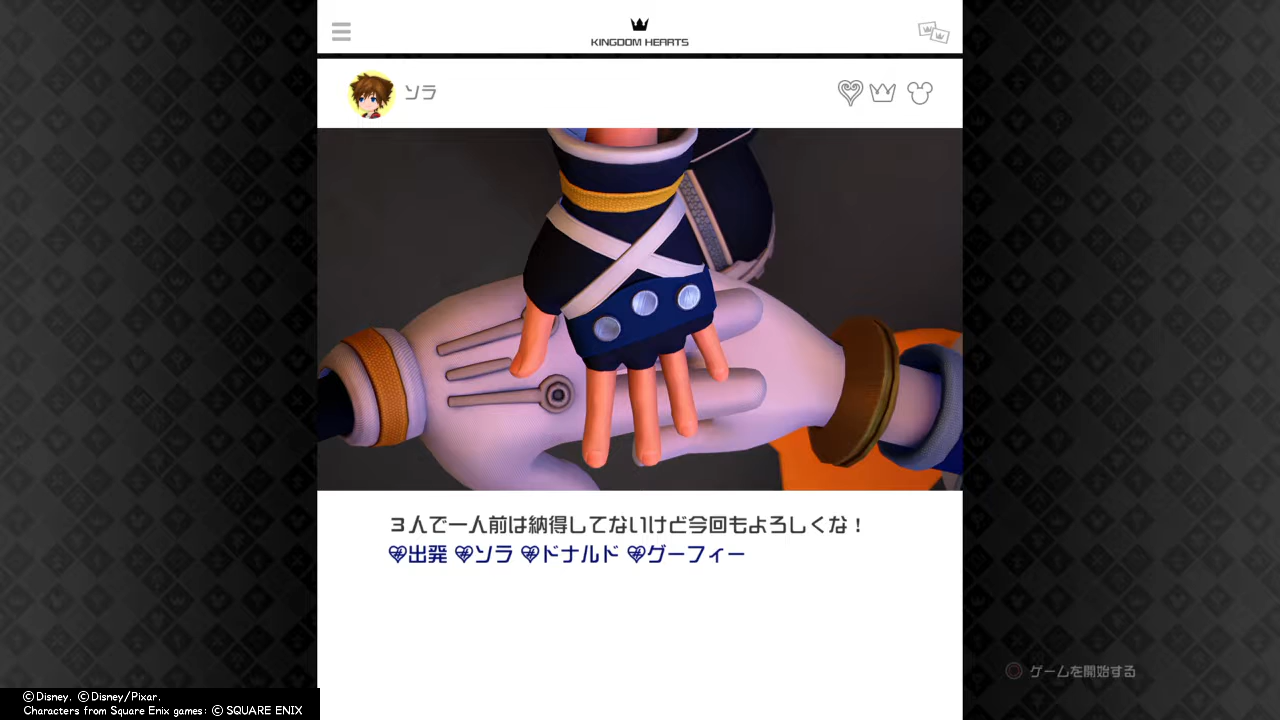 KINGDOM HEARTS
ソラ
3人で一人前は納得してないけど今回もよろしくな！
出発 ソラ ドナルド グーフィー
ゲームを開始する
©Disney. ©Disney/Pixar.
Characters from Square Enix games: © SQUARE ENIX